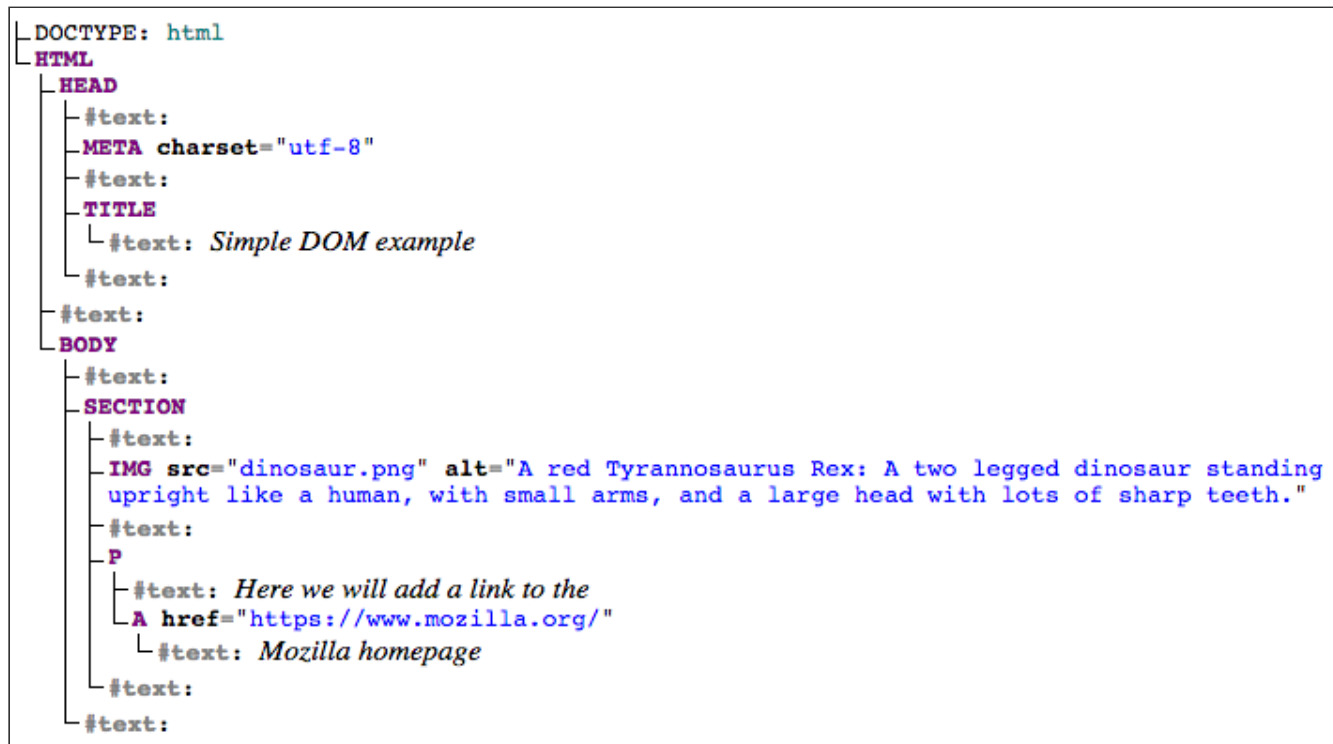 DOCTYPE: html
HTML
HEAD
#text:
META charset="utf-8"
#text:
TITLE
#text: Simple DOM example
#text:
#text:
BODY
#text:
SECTION
#text:
IMG src="dinosaur.png" alt="A red Tyrannosaurus Rex: A two legged dinosaur standing
upright like a human, with small arms, and a large head with lots of sharp teeth."
#text:
P
#text: Here we will add a link to the
A href="https://www.mozilla.org/"
#text: Mozilla homepage
#text:
#text: